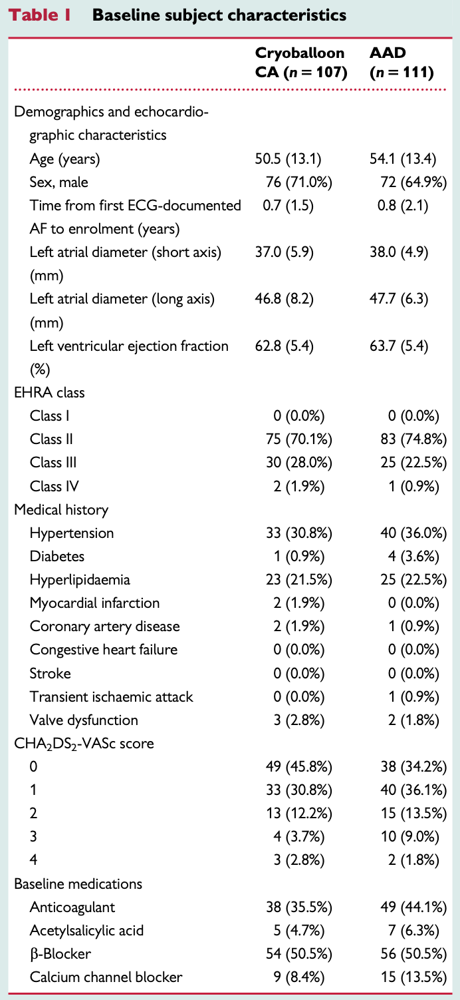 Table 1 Baseline subject characteristics
Cryoballoon AAD
CA (n = 107) (n = 111)
Demographics and echocardio-
graphic characteristics
Age (years) 50.5 (13.1) 54.1 (13.4)
Sex, male 76 (71.0%) 72 (64.9%)
Time from first ECG-documented 0.7 (1.5) 0.8 (2.1)
AF to enrolment (years)
Left atrial diameter (short axis) 37.0 (5.9) 38.0 (4.9)
(mm)
Left atrial diameter (long axis) 46.8 (8.2) 47.7 (6.3)
(mm)
Left ventricular ejection fraction 62.8 (5.4) 63.7 (5.4)
(%)
EHRA class
Class I 0 (0.0%) 0 (0.0%)
Class II 75 (70.1%) 83 (74.8%)
Class III 30 (28.0%) 25 (22.5%)
Class IV 2 (1.9%) 1 (0.9%)
Medical history
Hypertension 33 (30.8%) 40 (36.0%)
Diabetes 1 (0.9%) 4 (3.6%)
Hyperlipidaemia 23 (21.5%) 25 (22.5%)
Myocardial infarction 2 (1.9%) 0 (0.0%)
Coronary artery disease 2 (1.9%) 1 (0.9%)
Congestive heart failure 0 (0.0%) 0 (0.0%)
Stroke 0 (0.0%) 0 (0.0%)
Transient ischaemic attack 0 (0.0%) 1 (0.9%)
Valve dysfunction 3 (2.8%) 2 (1.8%)
CHA₂DS₂-VASc score
0 49 (45.8%) 38 (34.2%)
1 33 (30.8%) 40 (36.1%)
2 13 (12.2%) 15 (13.5%)
3 4 (3.7%) 10 (9.0%)
4 3 (2.8%) 2 (1.8%)
Baseline medications
Anticoagulant 38 (35.5%) 49 (44.1%)
Acetylsalicylic acid 5 (4.7%) 7 (6.3%)
β-Blocker 54 (50.5%) 56 (50.5%)
Calcium channel blocker 9 (8.4%) 15 (13.5%)